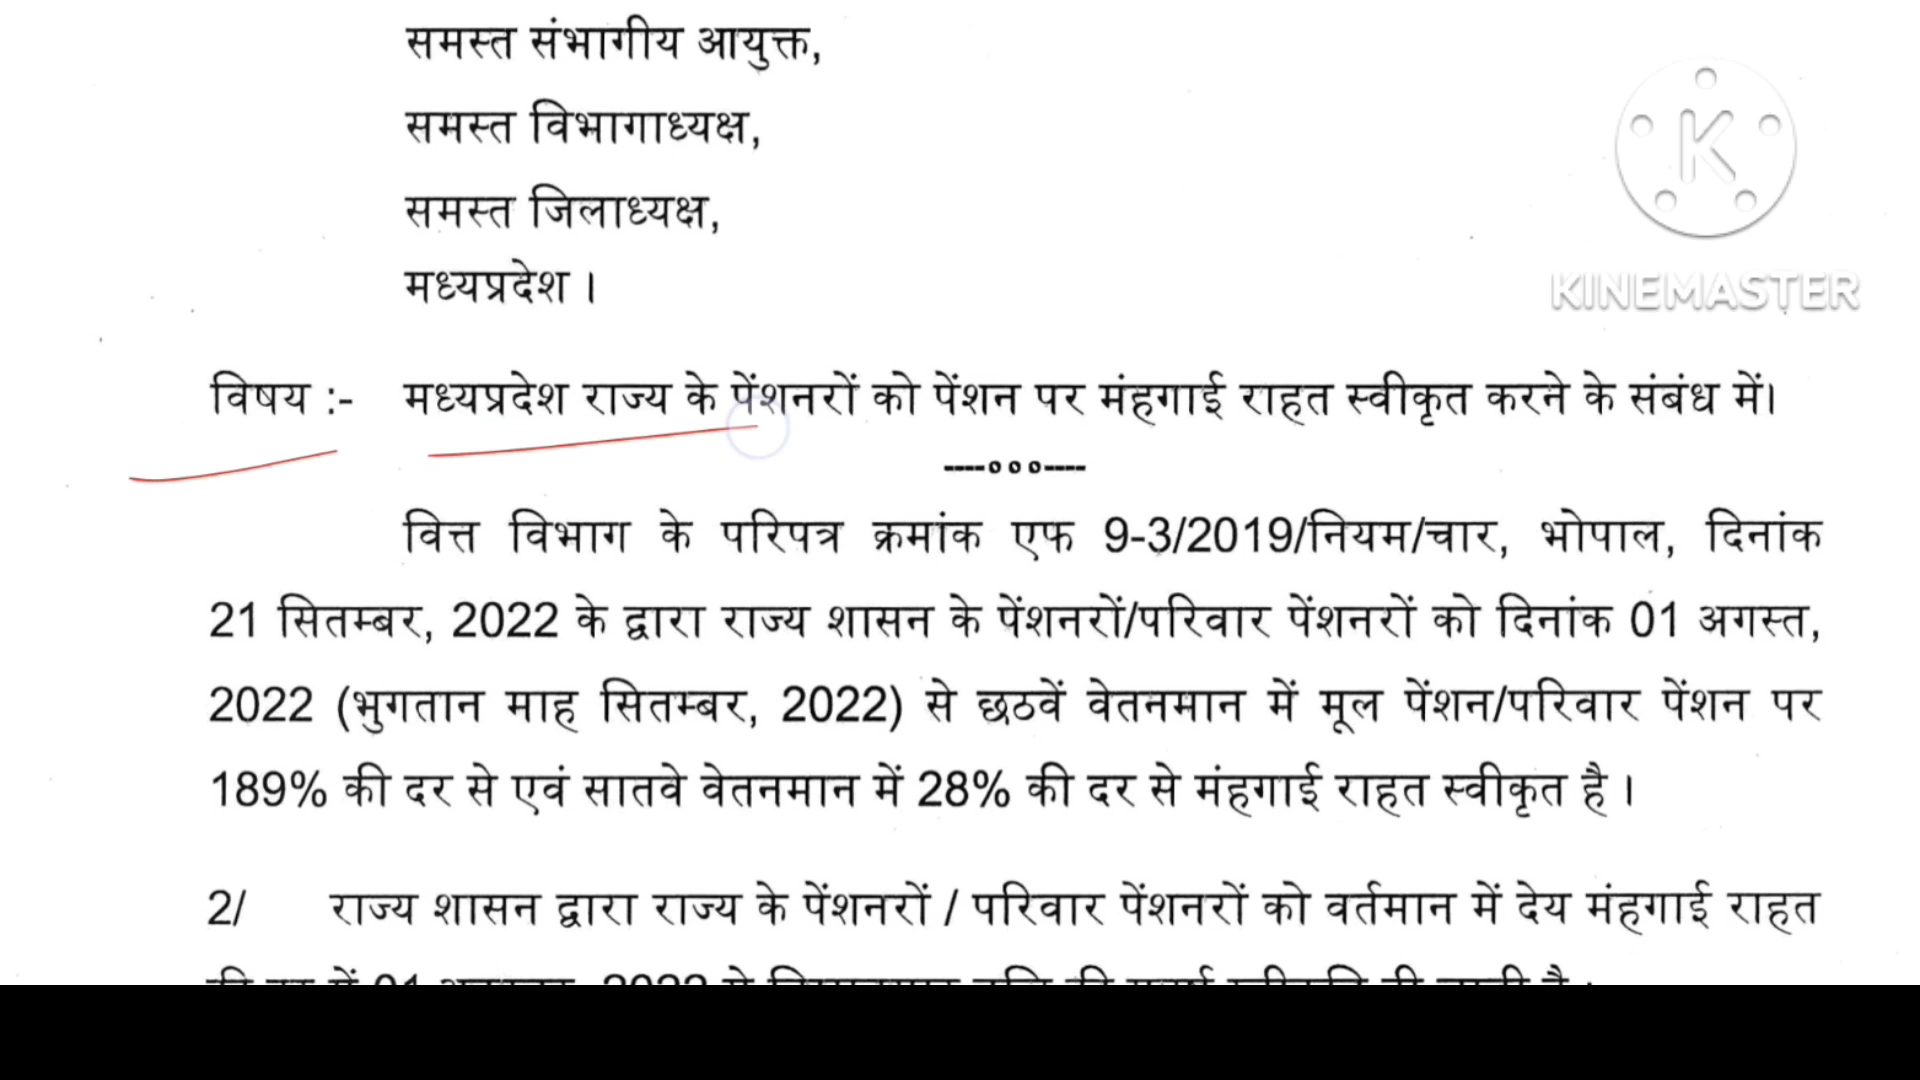 समस्त संभागीय आयुक्त,
समस्त विभागाध्यक्ष,
समस्त जिलाध्यक्ष,
मध्यप्रदेश ।
KINEMASTER
विषय :- मध्यप्रदेश राज्य के पेंशनरों को पेंशन पर मंहगाई राहत स्वीकृत करने के संबंध में।
----०००----
वित्त विभाग के परिपत्र क्रमांक एफ 9-3/2019/नियम/चार, भोपाल, दिनांक
21 सितम्बर, 2022 के द्वारा राज्य शासन के पेंशनरों/परिवार पेंशनरों को दिनांक 01 अगस्त,
2022 (भुगतान माह सितम्बर, 2022) से छठवें वेतनमान में मूल पेंशन/परिवार पेंशन पर
189% की दर से एवं सातवे वेतनमान में 28% की दर से मंहगाई राहत स्वीकृत है ।
2/ राज्य शासन द्वारा राज्य के पेंशनरों / परिवार पेंशनरों को वर्तमान में देय मंहगाई राहत